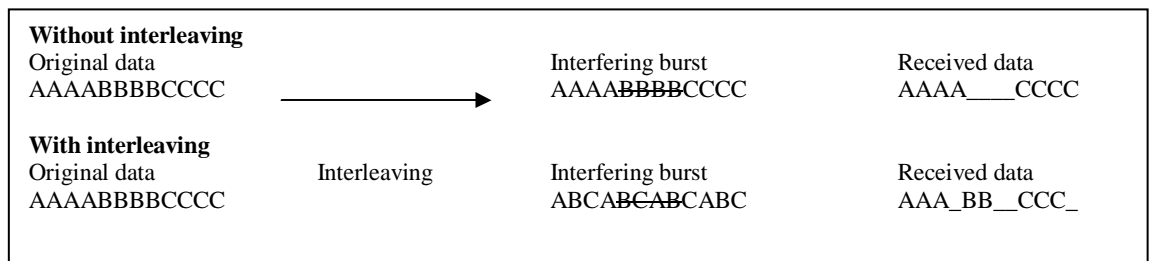 Without interleaving
Original data Interfering burst Received data
AAAABBBBCCCC AAAABBBBCCCC AAAA____CCCC
With interleaving
Original data Interleaving Interfering burst Received data
AAAABBBBCCCC ABCABCABCABC AAA_BB__CCC_